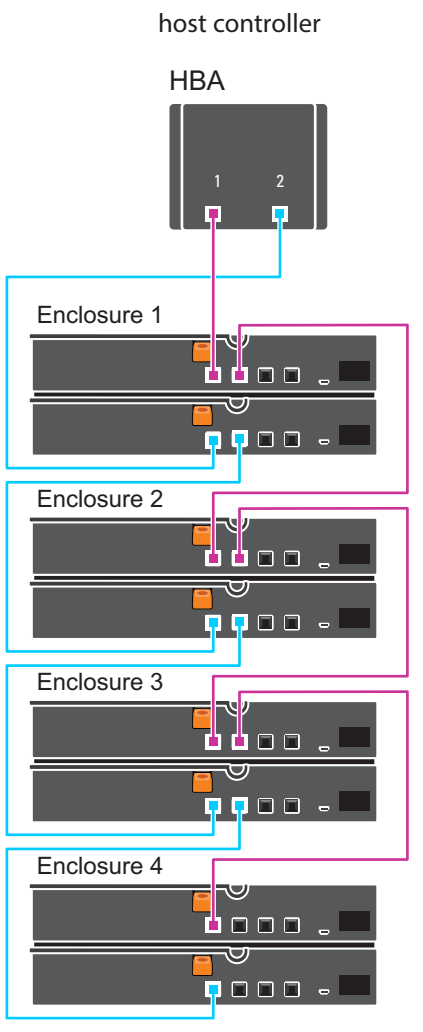 host controller
HBA
1 2
Enclosure 1
Enclosure 2
Enclosure 3
Enclosure 4